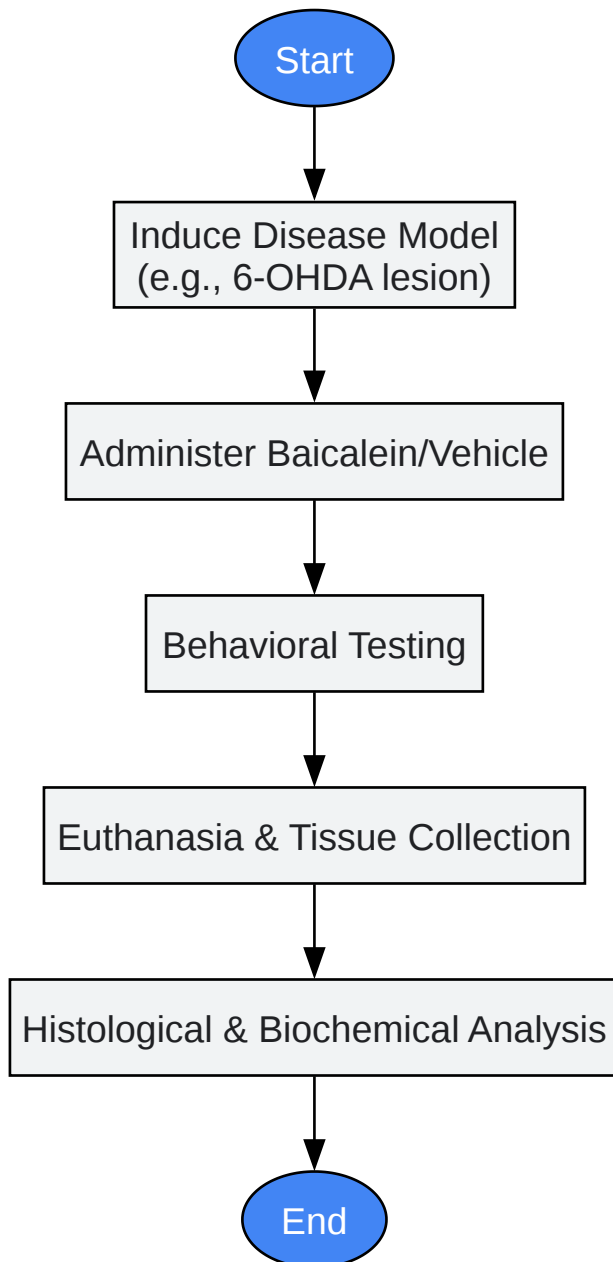 Start
Induce Disease Model
(e.g., 6-OHDA lesion)
Administer Baicalein/Vehicle
Behavioral Testing
Euthanasia & Tissue Collection
Histological & Biochemical Analysis
End